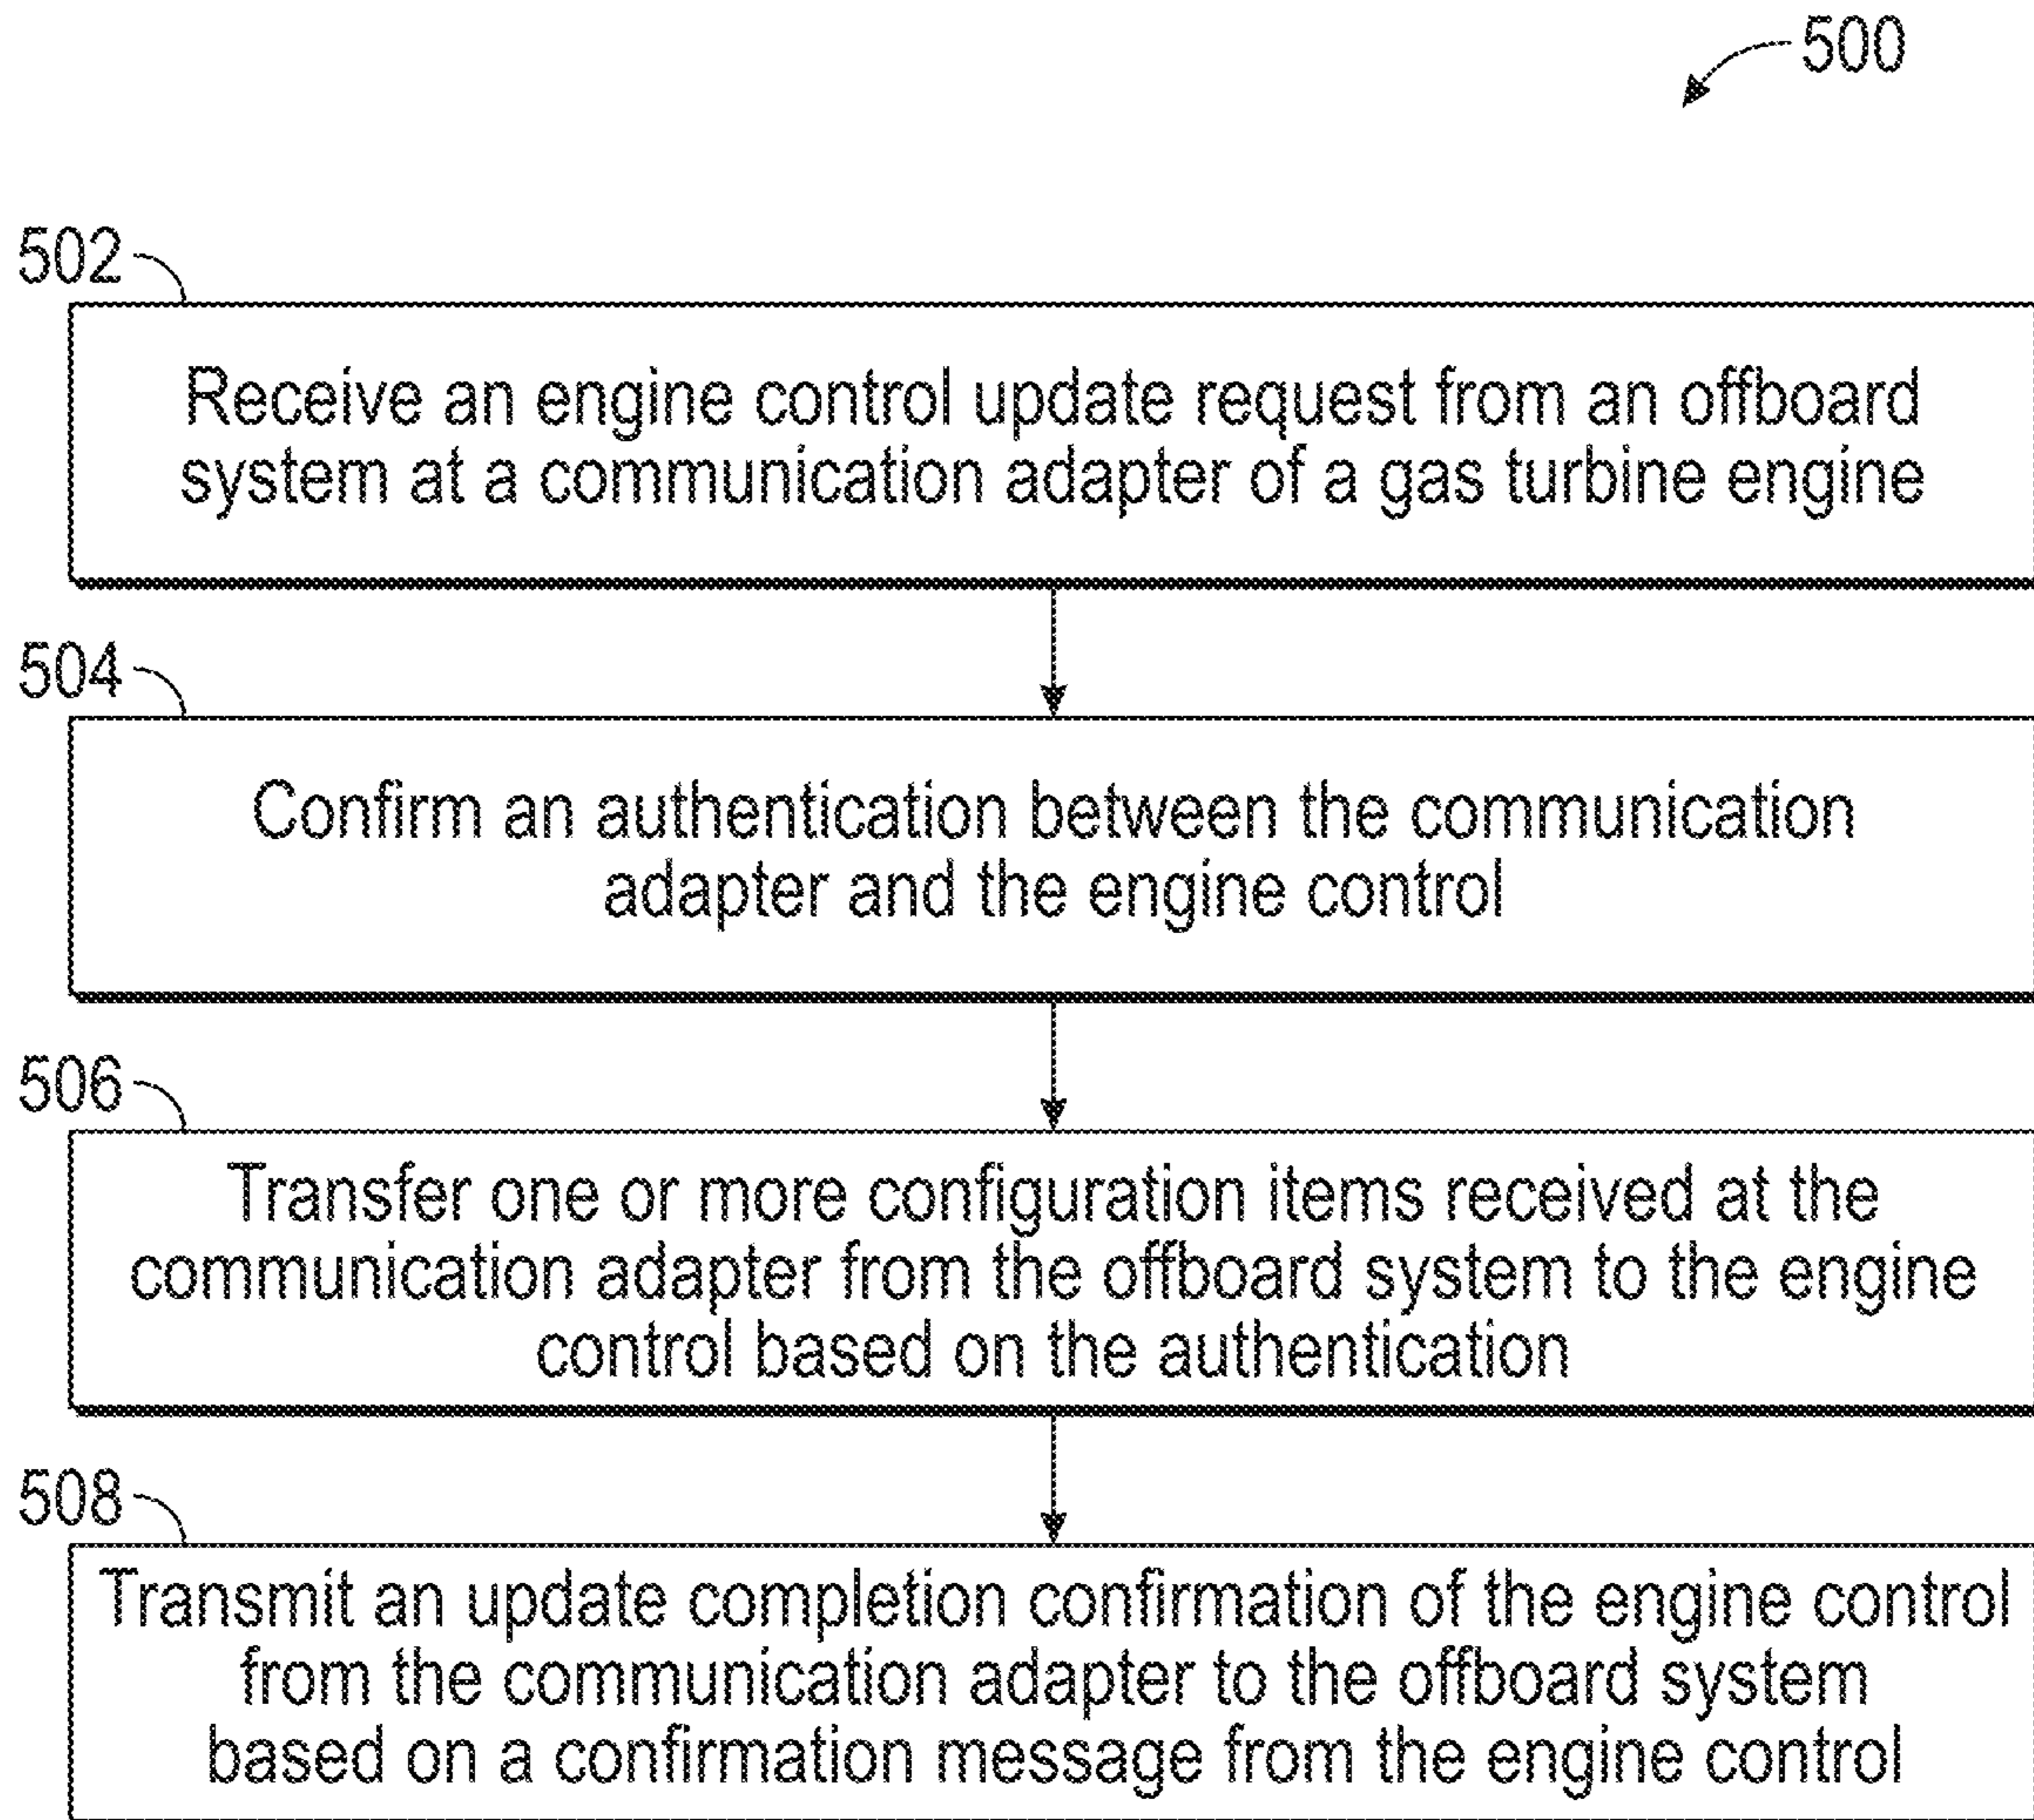 500
502
Receive an engine control update request from an offboard
system at a communication adapter of a gas turbine engine
504
Confirm an authentication between the communication
adapter and the engine control
506
Transfer one or more configuration items received at the
communication adapter from the offboard system to the engine
control based on the authentication
508
Transmit an update completion confirmation of the engine control
from the communication adapter to the offboard system
based on a confirmation message from the engine control